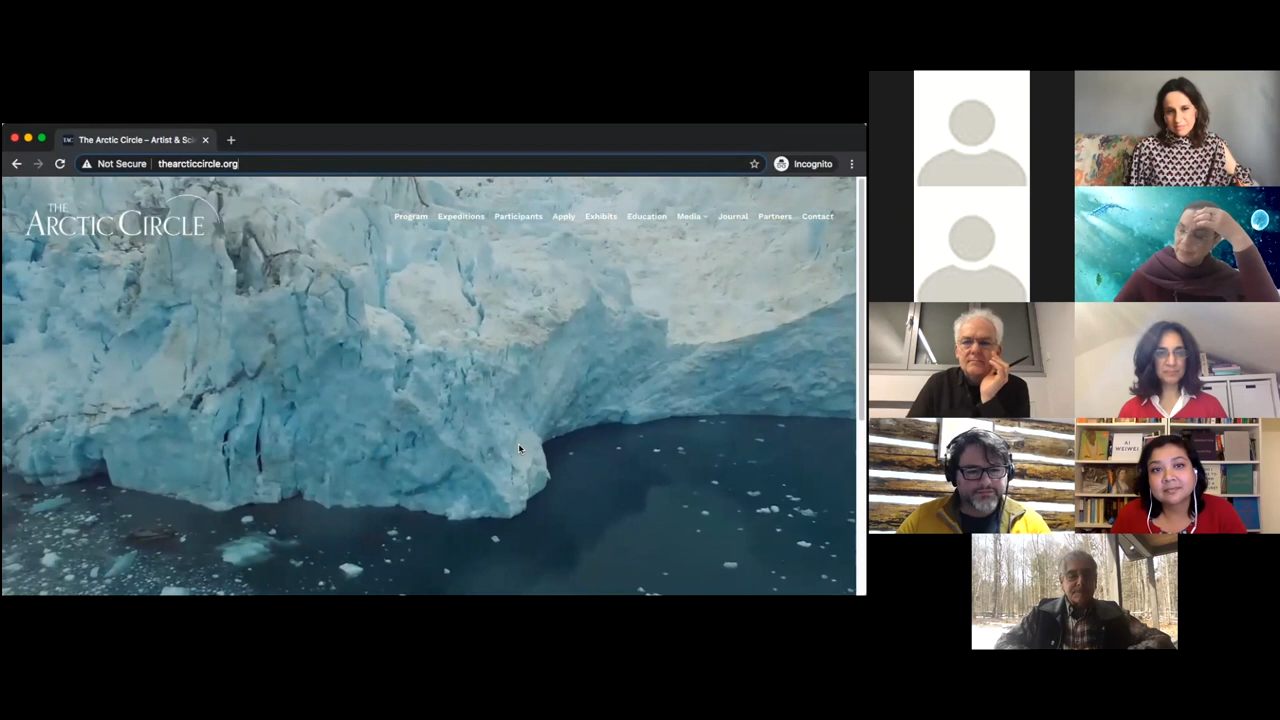 The Arctic Circle – Artist & Sci
Not Secure
thearcticcircle.org
Incognito
THE
ARCTIC CIRCLE
Program Expeditions Participants Apply Exhibits Education Media Journal Partners Contact
AI
WEIWEI